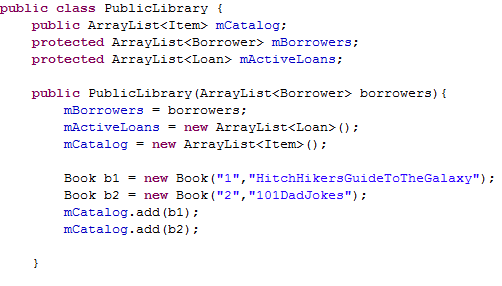 public class PublicLibrary {
    public ArrayList<Item> mCatalog;
    protected ArrayList<Borrower> mBorrowers;
    protected ArrayList<Loan> mActiveLoans;

    public PublicLibrary(ArrayList<Borrower> borrowers){
        mBorrowers = borrowers;
        mActiveLoans = new ArrayList<Loan>();
        mCatalog = new ArrayList<Item>();

        Book b1 = new Book("1","HitchHikersGuideToTheGalaxy");
        Book b2 = new Book("2","101DadJokes");
        mCatalog.add(b1);
        mCatalog.add(b2);

    }